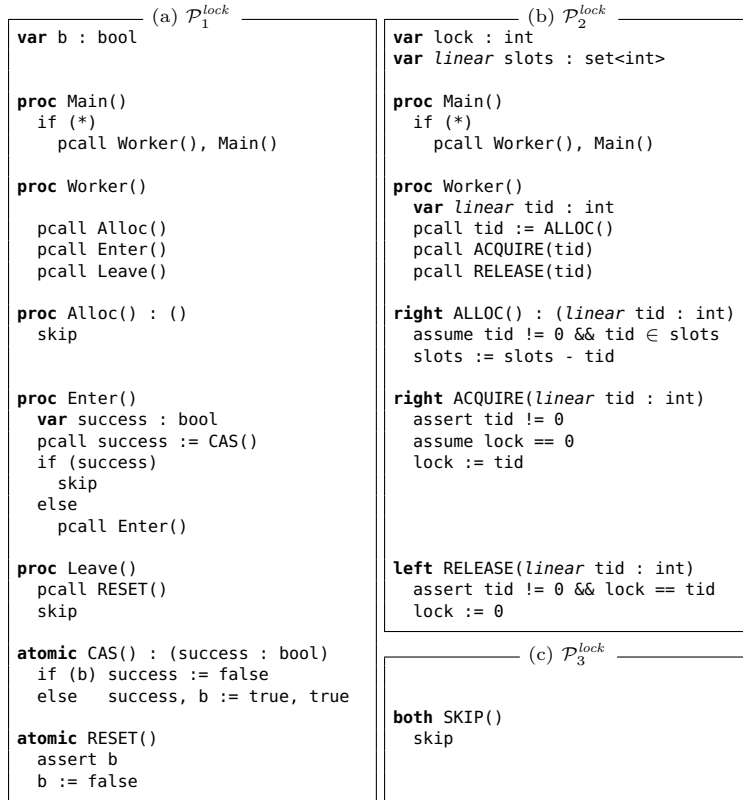 (a) 𝒫₁ˡᵒᶜᵏ
var b : bool
proc Main()
if (*)
pcall Worker(), Main()
proc Worker()
pcall Alloc()
pcall Enter()
pcall Leave()
proc Alloc() : ()
skip
proc Enter()
var success : bool
pcall success := CAS()
if (success)
skip
else
pcall Enter()
proc Leave()
pcall RESET()
skip
atomic CAS() : (success : bool)
if (b) success := false
else success, b := true, true
atomic RESET()
assert b
b := false
(b) 𝒫₂ˡᵒᶜᵏ
var lock : int
var linear slots : set<int>
proc Main()
if (*)
pcall Worker(), Main()
proc Worker()
var linear tid : int
pcall tid := ALLOC()
pcall ACQUIRE(tid)
pcall RELEASE(tid)
right ALLOC() : (linear tid : int)
assume tid != 0 && tid ∈ slots
slots := slots - tid
right ACQUIRE(linear tid : int)
assert tid != 0
assume lock == 0
lock := tid
left RELEASE(linear tid : int)
assert tid != 0 && lock == tid
lock := 0
(c) 𝒫₃ˡᵒᶜᵏ
both SKIP()
skip